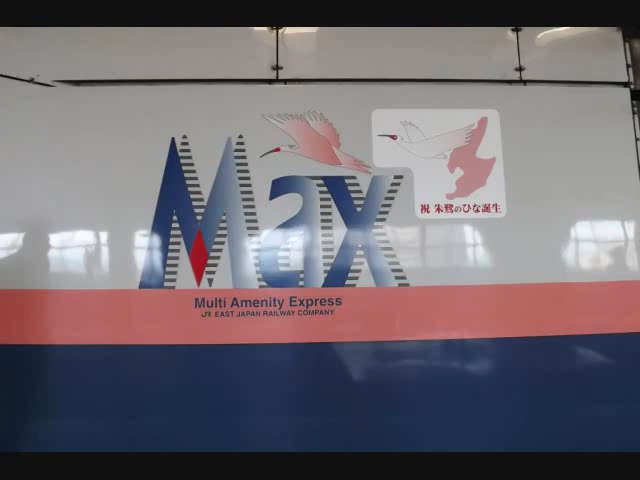 Max
祝 朱鷺のひな誕生
Multi Amenity Express
JR EAST JAPAN RAILWAY COMPANY